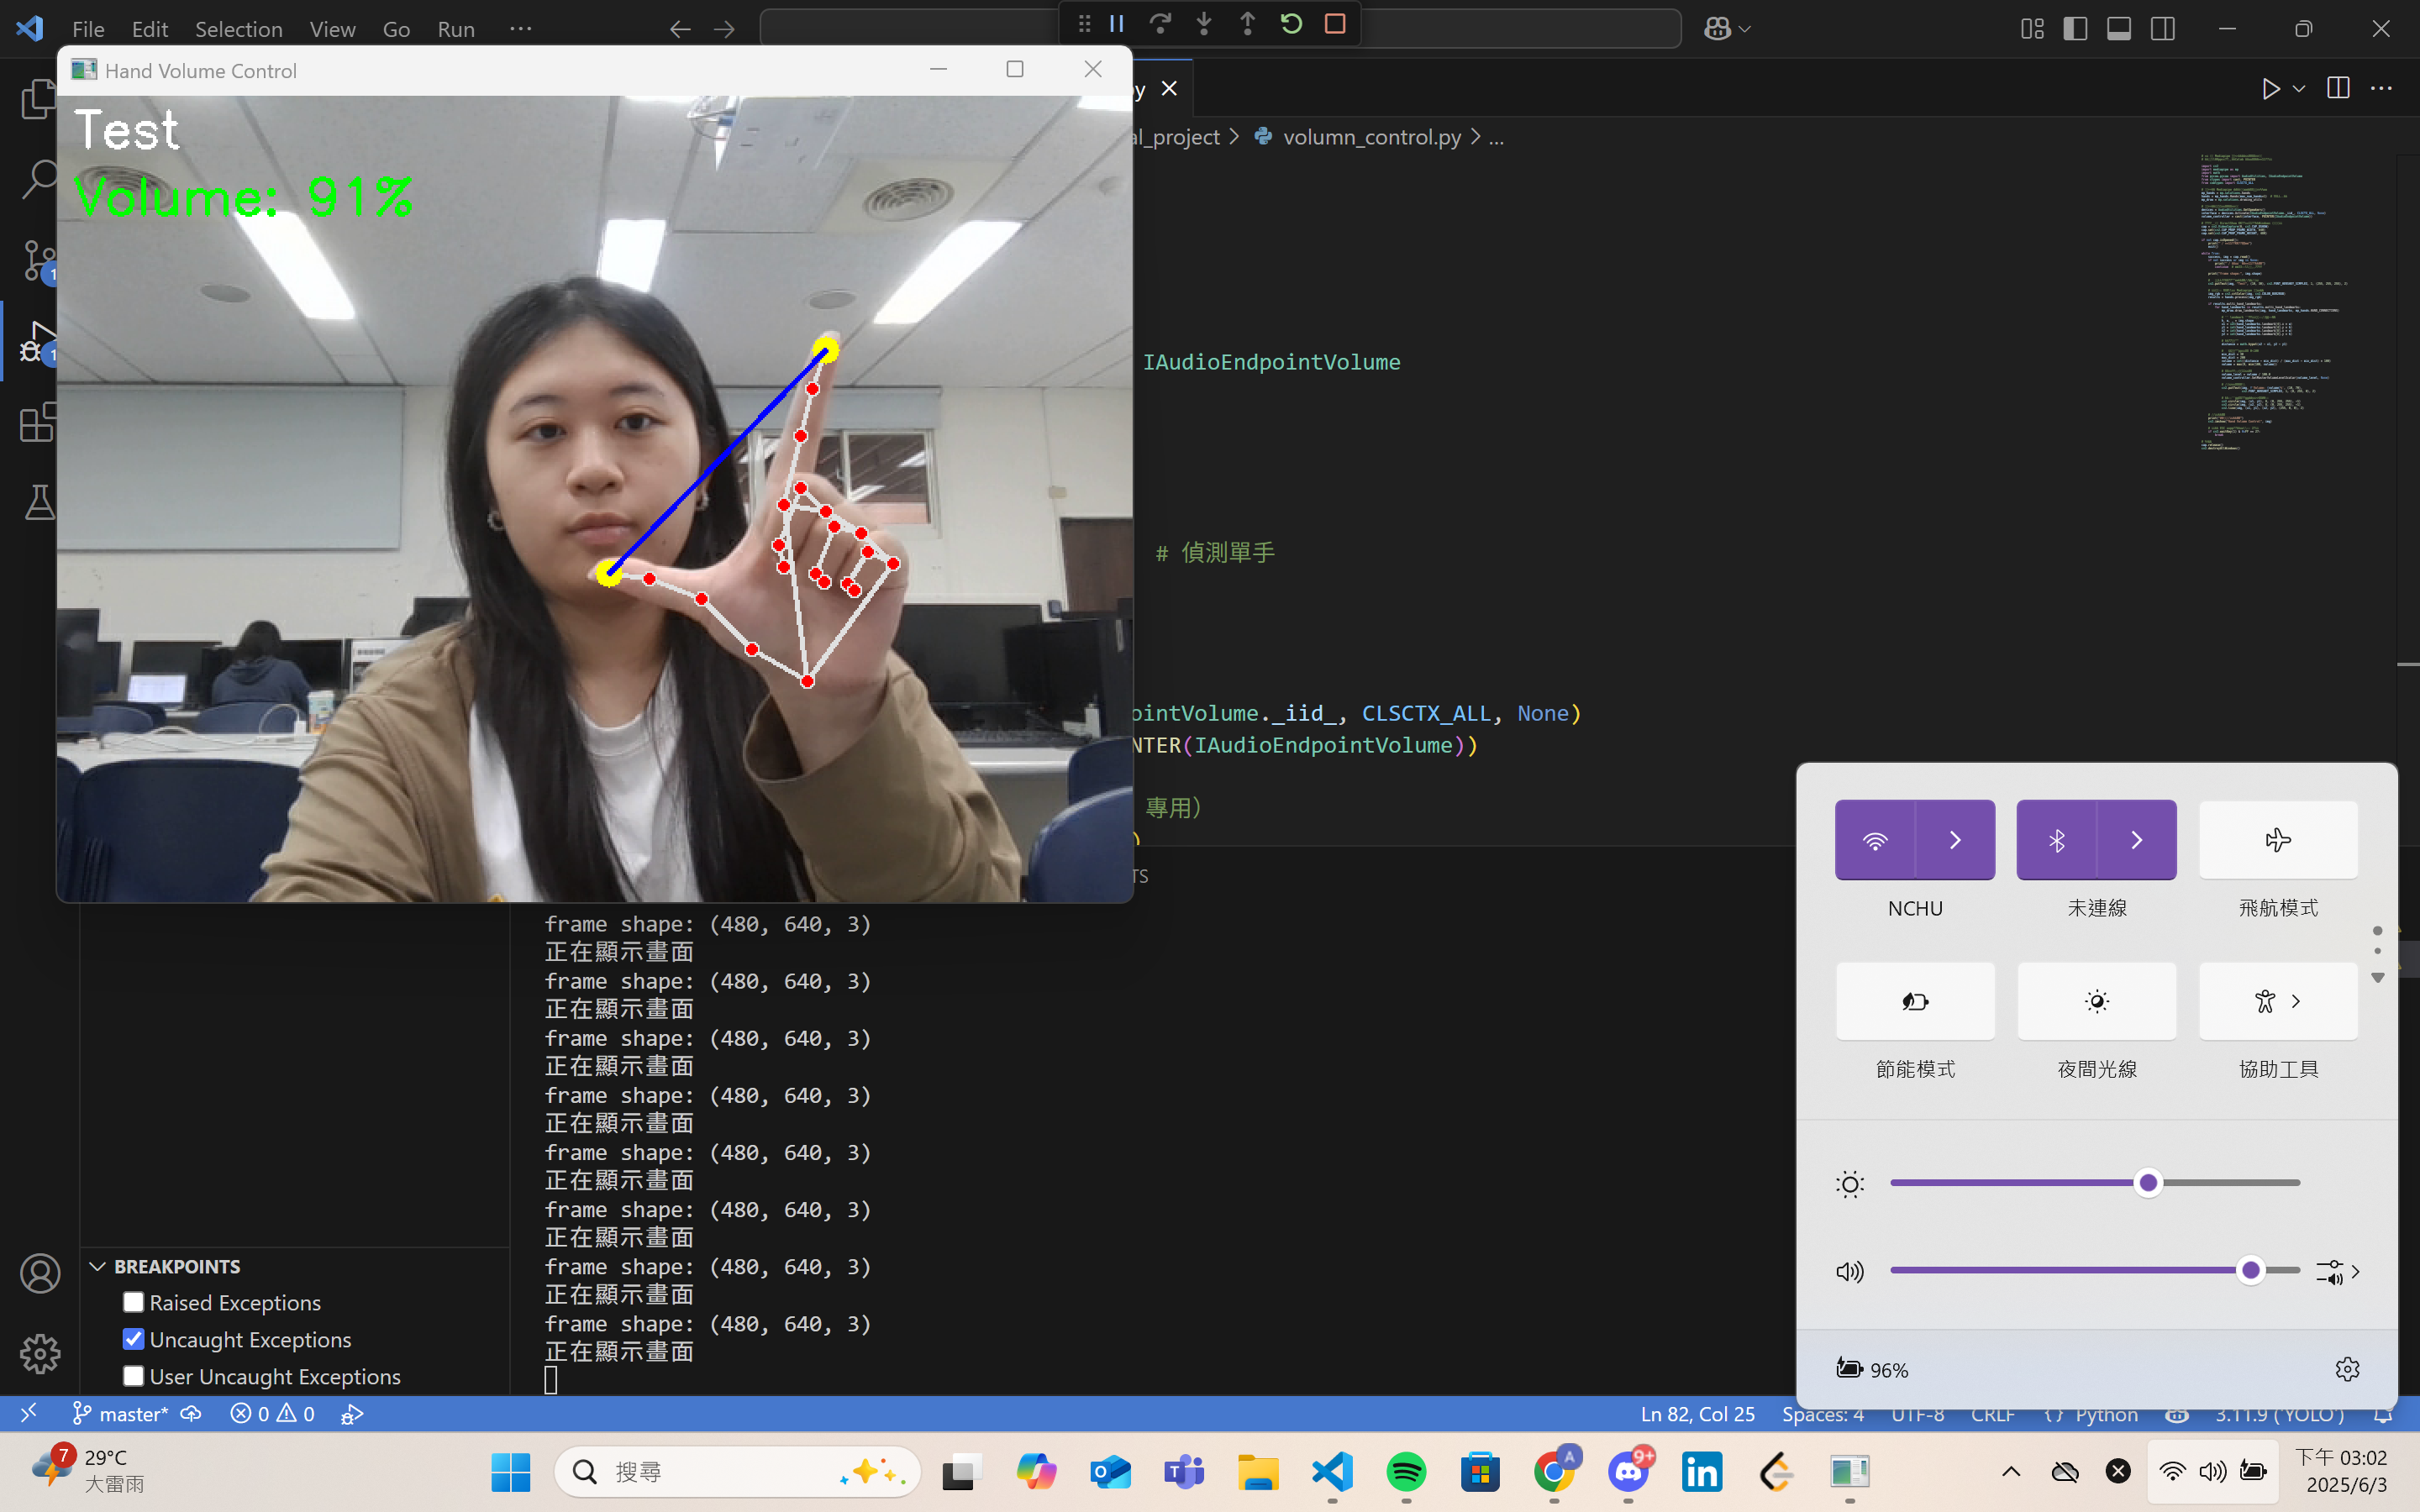 File Edit Selection View Go Run ...
Hand Volume Control
Test
Volume: 91%
y
al_project > volumn_control.py > ...
IAudioEndpointVolume
# 偵測單手
ointVolume._iid_, CLSCTX_ALL, None)
NTER(IAudioEndpointVolume))
專用）
)
TS
frame shape: (480, 640, 3)
正在顯示畫面
frame shape: (480, 640, 3)
正在顯示畫面
frame shape: (480, 640, 3)
正在顯示畫面
frame shape: (480, 640, 3)
正在顯示畫面
frame shape: (480, 640, 3)
正在顯示畫面
frame shape: (480, 640, 3)
正在顯示畫面
frame shape: (480, 640, 3)
正在顯示畫面
frame shape: (480, 640, 3)
正在顯示畫面
1
1
BREAKPOINTS
Raised Exceptions
Uncaught Exceptions
User Uncaught Exceptions
NCHU 未連線 飛航模式
節能模式 夜間光線 協助工具
96%
master* 0 0 Ln 82, Col 25 Spaces: 4 UTF-8 CRLF {} Python 3.11.9 ('YOLO')
7 29°C
大雷雨
搜尋
A 9+
下午 03:02
2025/6/3